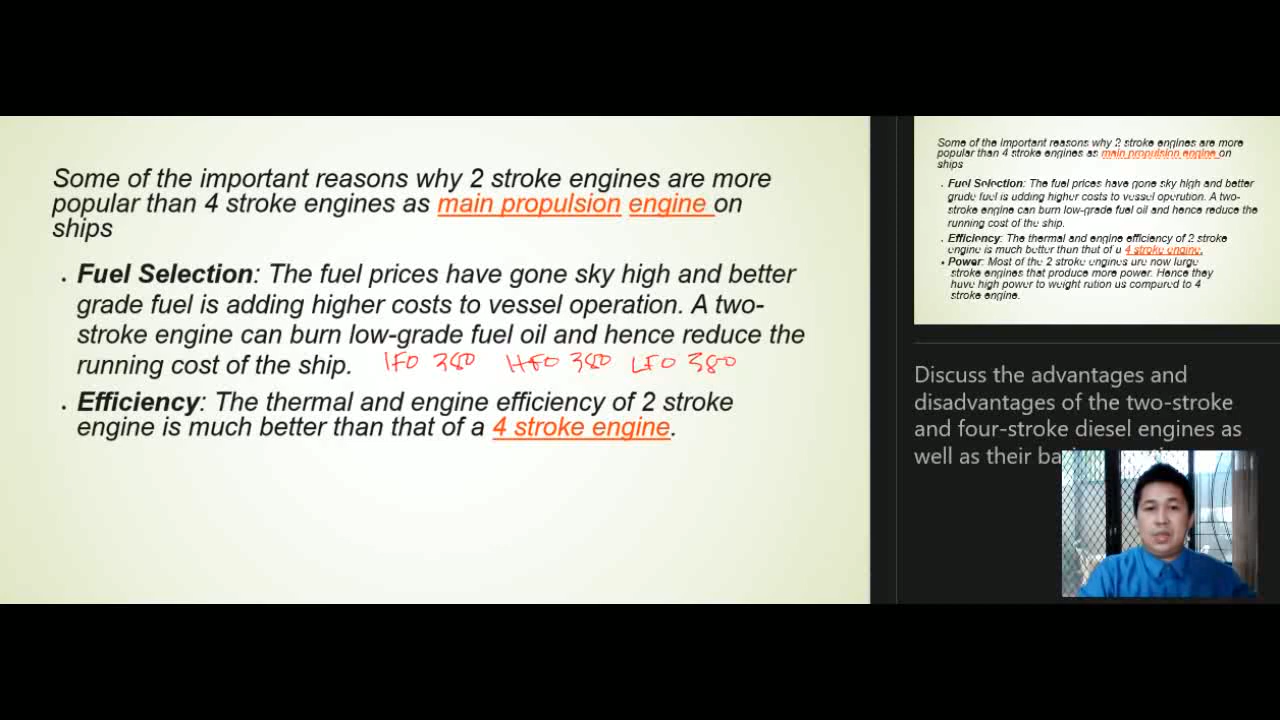 Some of the important reasons why 2 stroke engines are more
popular than 4 stroke engines as main propulsion engine on
ships
. Fuel Selection: The fuel prices have gone sky high and better
grade fuel is adding higher costs to vessel operation. A two-
stroke engine can burn low-grade fuel oil and hence reduce the
running cost of the ship. IFO 380 HFO 380 LFO 380
. Efficiency: The thermal and engine efficiency of 2 stroke
engine is much better than that of a 4 stroke engine.
Some of the important reasons why 2 stroke engines are more
popular than 4 stroke engines as main propulsion engine on
ships
. Fuel Selection: The fuel prices have gone sky high and better
grade fuel is adding higher costs to vessel operation. A two-
stroke engine can burn low-grade fuel oil and hence reduce the
running cost of the ship.
. Efficiency: The thermal and engine efficiency of 2 stroke
engine is much better than that of a 4 stroke engine.
• Power: Most of the 2 stroke engines are now large
stroke engines that produce more power. Hence they
have high power to weight ration as compared to 4
stroke engine.
Discuss the advantages and
disadvantages of the two-stroke
and four-stroke diesel engines as
well as their